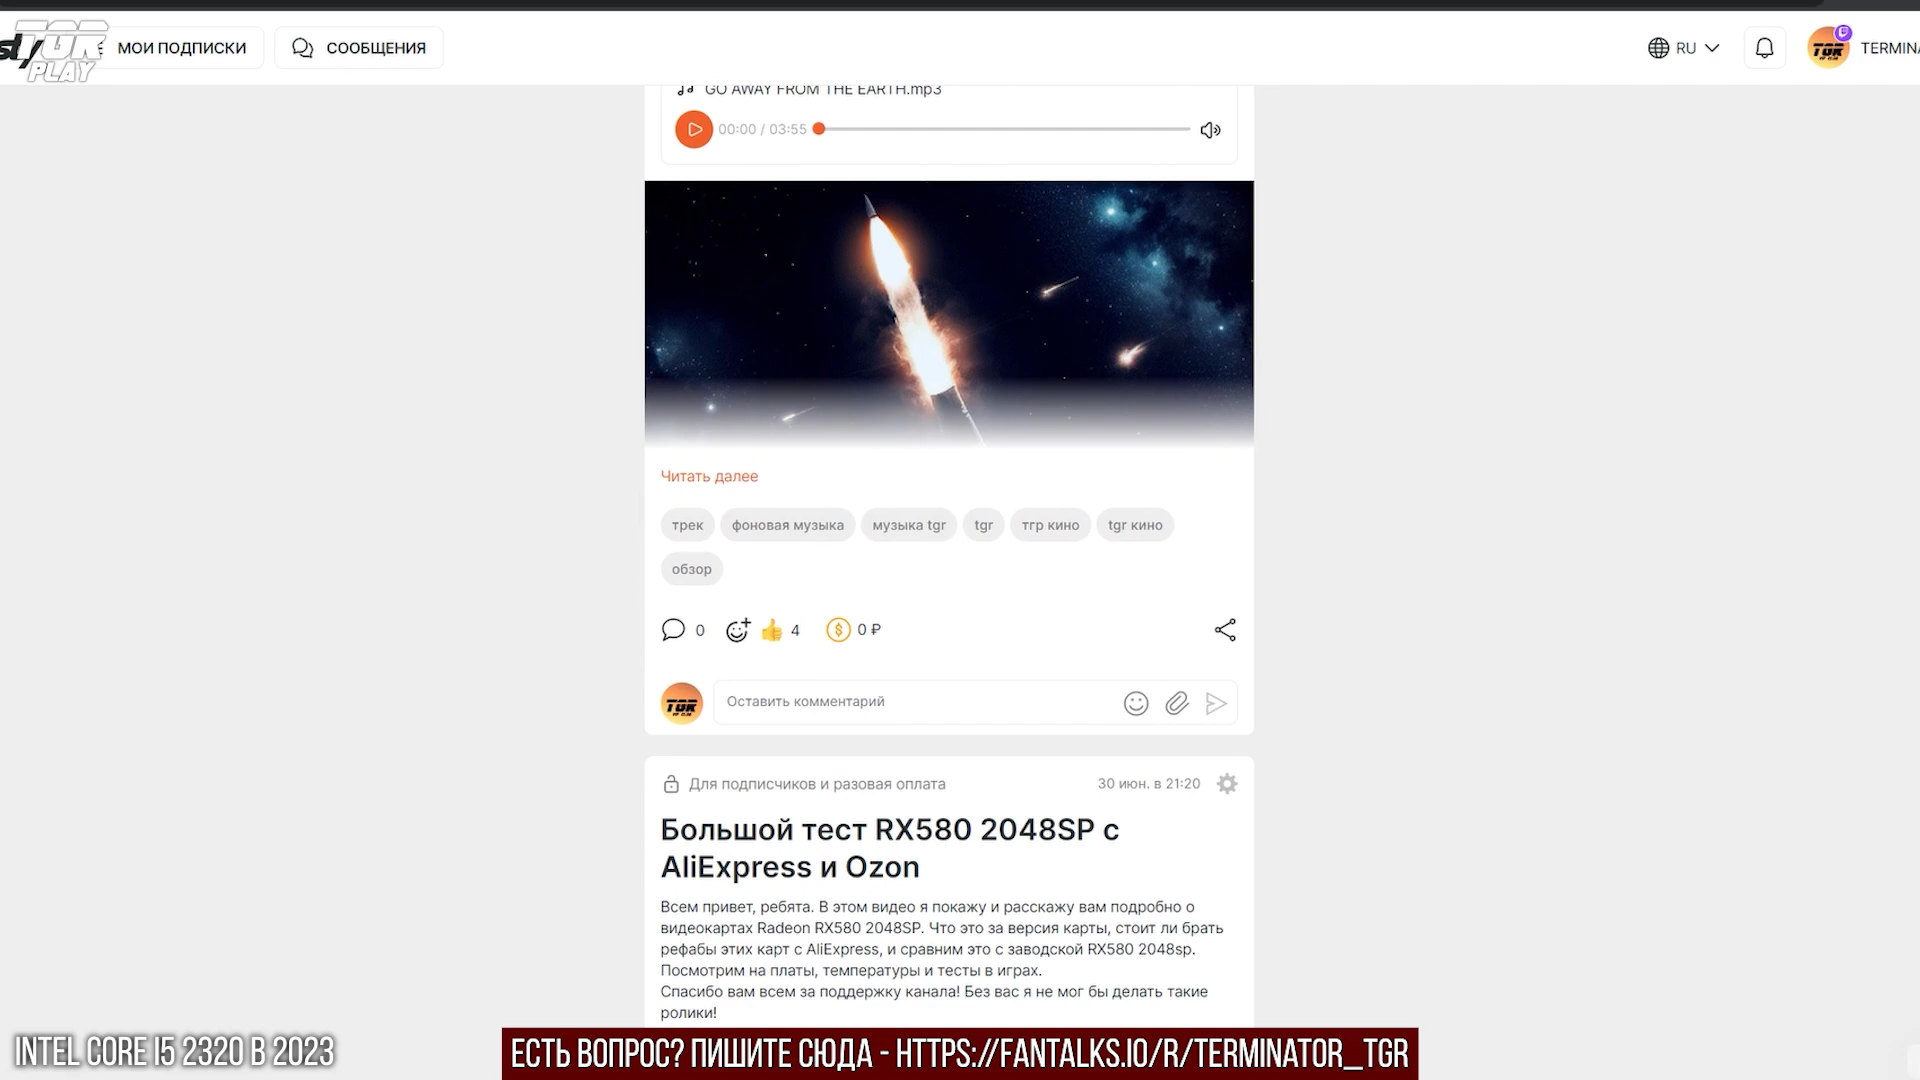 TGR
PLAY
МОИ ПОДПИСКИ
СООБЩЕНИЯ
RU
TGR
TERMINA
GO AWAY FROM THE EARTH.mp3
00:00 / 03:55
Читать далее
трек
фоновая музыка
музыка tgr
tgr
тгр кино
tgr кино
обзор
0
4
0 ₽
TGR
Оставить комментарий
Для подписчиков и разовая оплата
30 июн. в 21:20
Большой тест RX580 2048SP с
AliExpress и Ozon
Всем привет, ребята. В этом видео я покажу и расскажу вам подробно о
видеокартах Radeon RX580 2048SP. Что это за версия карты, стоит ли брать
рефабы этих карт с AliExpress, и сравним это с заводской RX580 2048sp.
Посмотрим на платы, температуры и тесты в играх.
Спасибо вам всем за поддержку канала! Без вас я не мог бы делать такие
ролики!
INTEL CORE I5 2320 В 2023
ЕСТЬ ВОПРОС? ПИШИТЕ СЮДА - HTTPS://FANTALKS.IO/R/TERMINATOR_TGR